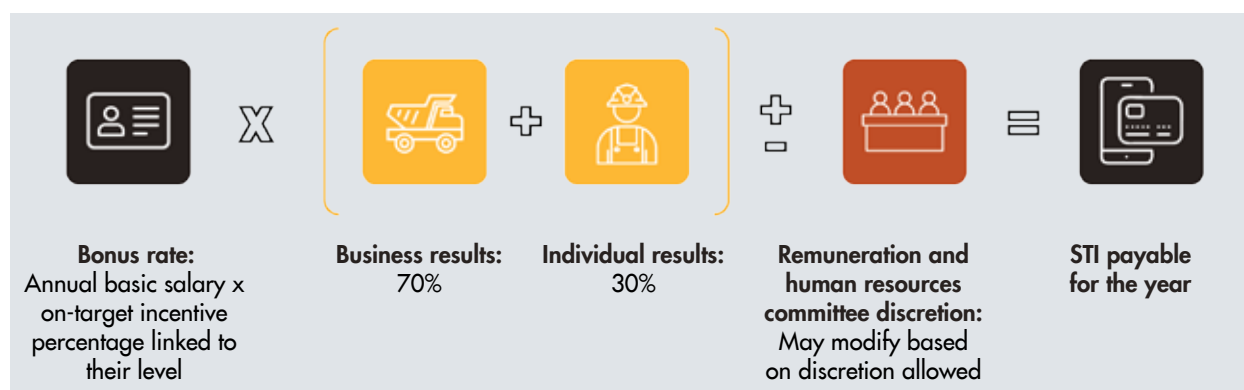 X
+
+
-
=
Bonus rate:
Annual basic salary x
on-target incentive
percentage linked to
their level
Business results:
70%
Individual results:
30%
Remuneration and
human resources
committee discretion:
May modify based
on discretion allowed
STI payable
for the year